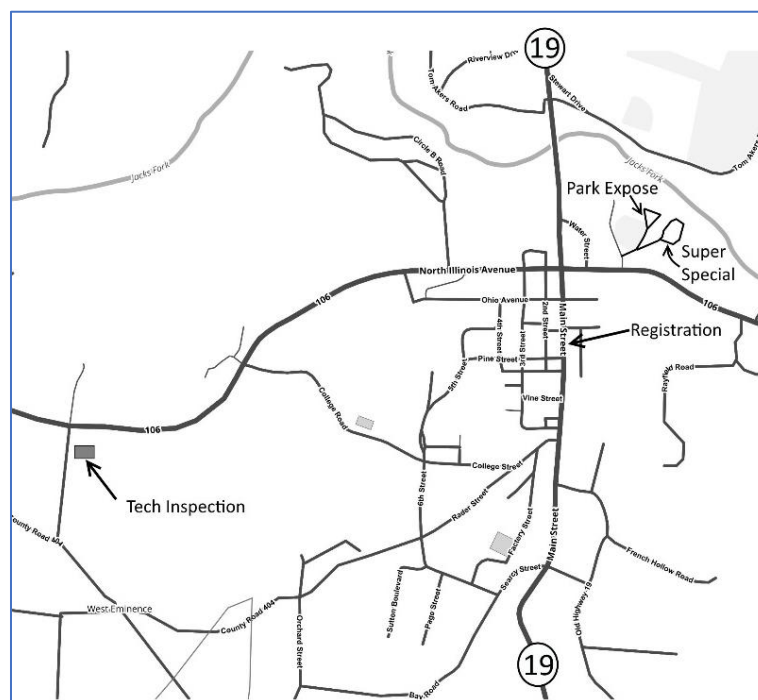 19
Riverview Driv
Tom Akers Road
Stewart Drive
Circle B Road
Jacks Fork
Jacks Fork
Tom Akers
Park Expose
Water Street
Super
Special
North Illinois Avenue
106
106
Ohio Avenue
4th Street
3rd Street
2nd Street
Main Street
Registration
Pine Street
5th Street
Rayfield Road
Vine Street
College Road
106
College Street
Tech Inspection
6th Street
Rader Street
Factory Street
Main Street
County Road 404
French Hollow Road
Searcy Street
Sutton Boulevard
Page Street
Old Highway 19
West Eminence
County Road 404
Orchard Street
19
Bay Road